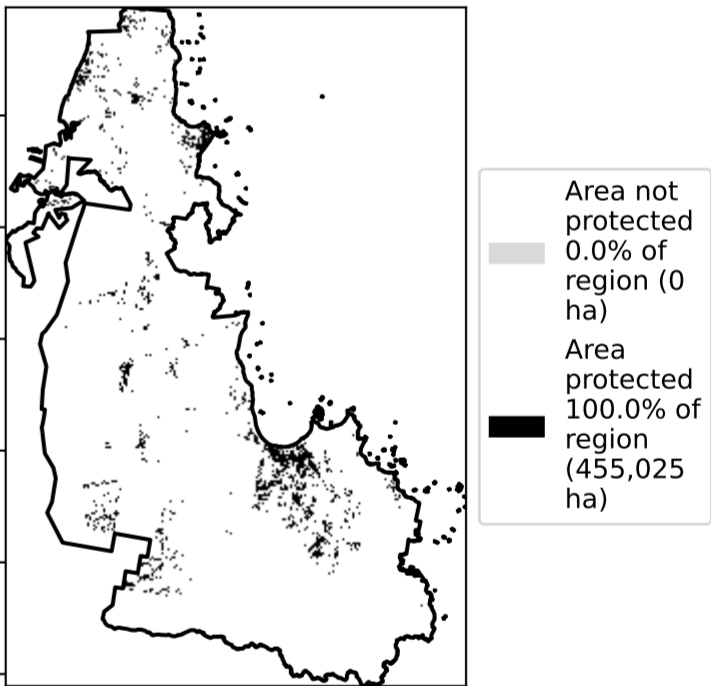 Area not
protected
0.0% of
region (0
ha)
Area
protected
100.0% of
region
(455,025
ha)